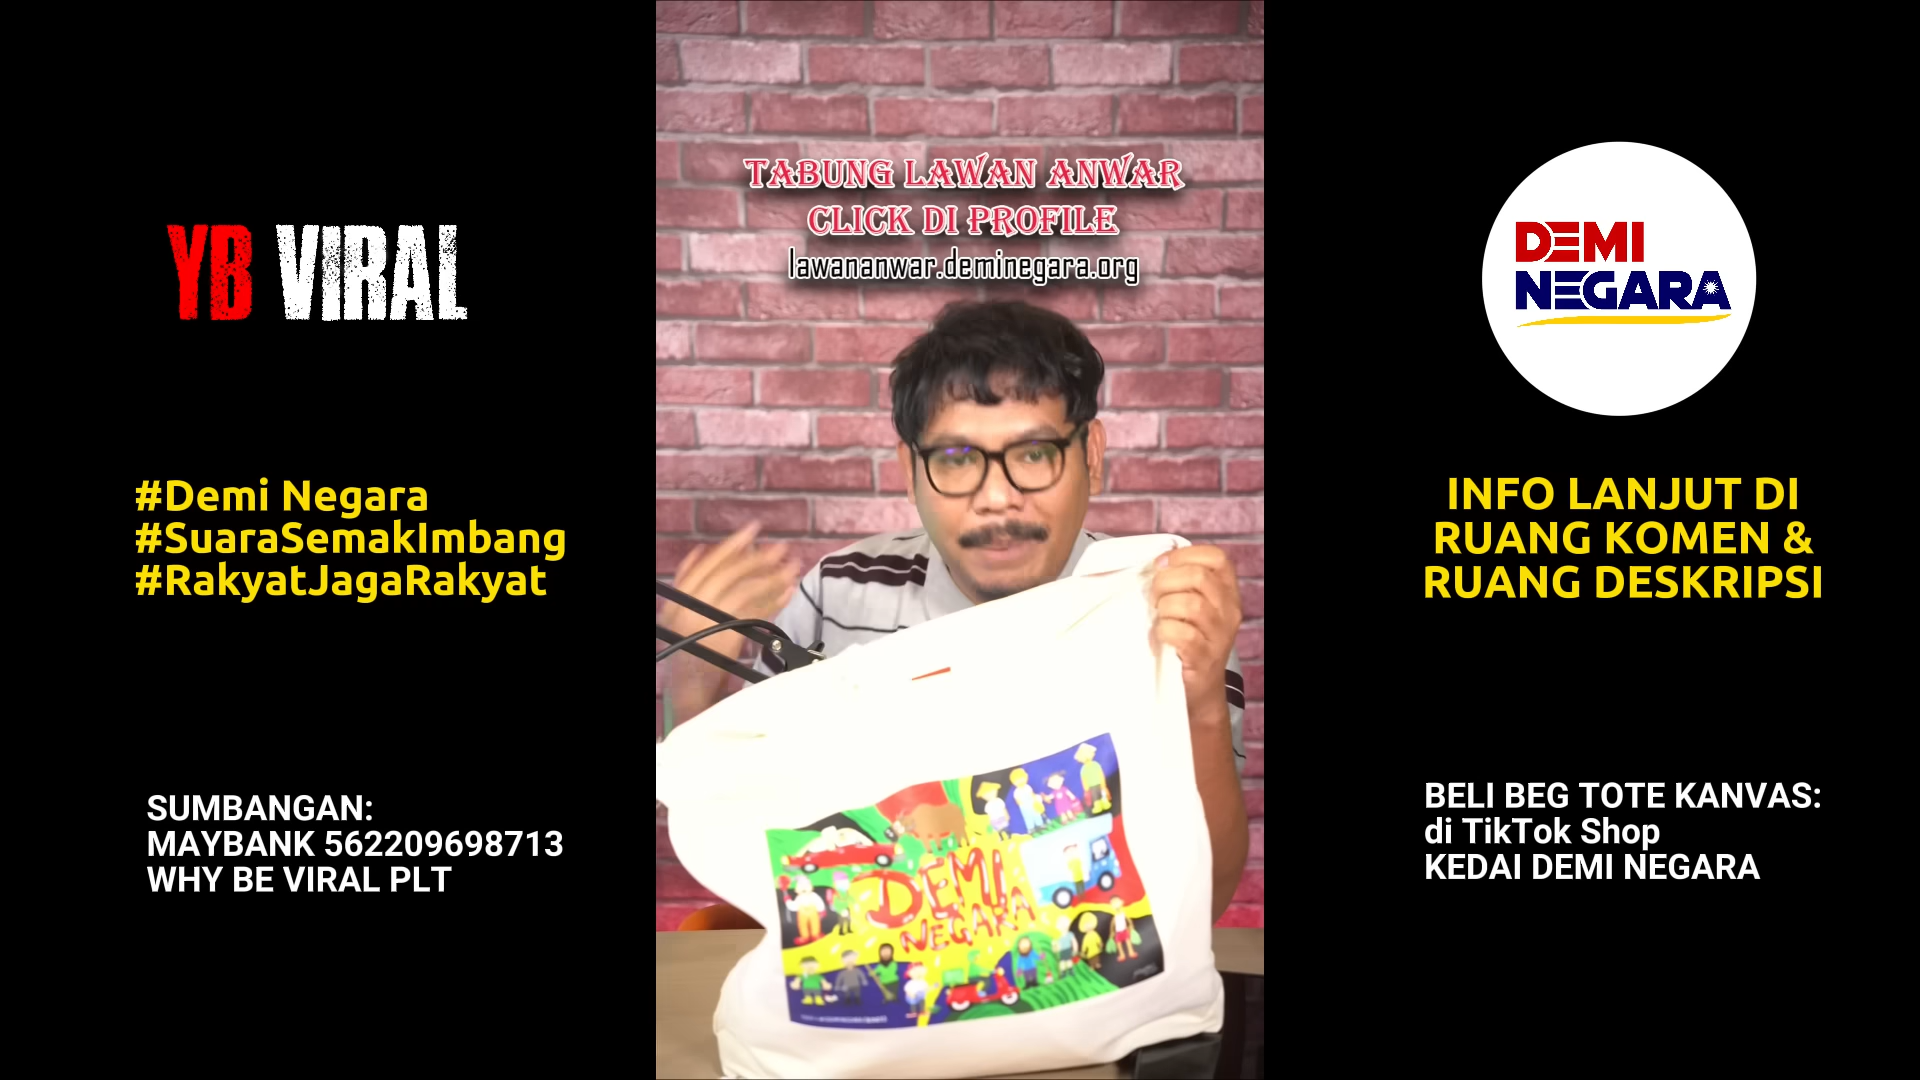 YB VIRAL
#Demi Negara
#SuaraSemakImbang
#RakyatJagaRakyat
SUMBANGAN:
MAYBANK 562209698713
WHY BE VIRAL PLT
TABUNG LAWAN ANWAR
CLICK DI PROFILE
lawananwar.deminegara.org
DEMI
NEGARA
DEMI
NEGARA
INFO LANJUT DI
RUANG KOMEN &
RUANG DESKRIPSI
BELI BEG TOTE KANVAS:
di TikTok Shop
KEDAI DEMI NEGARA